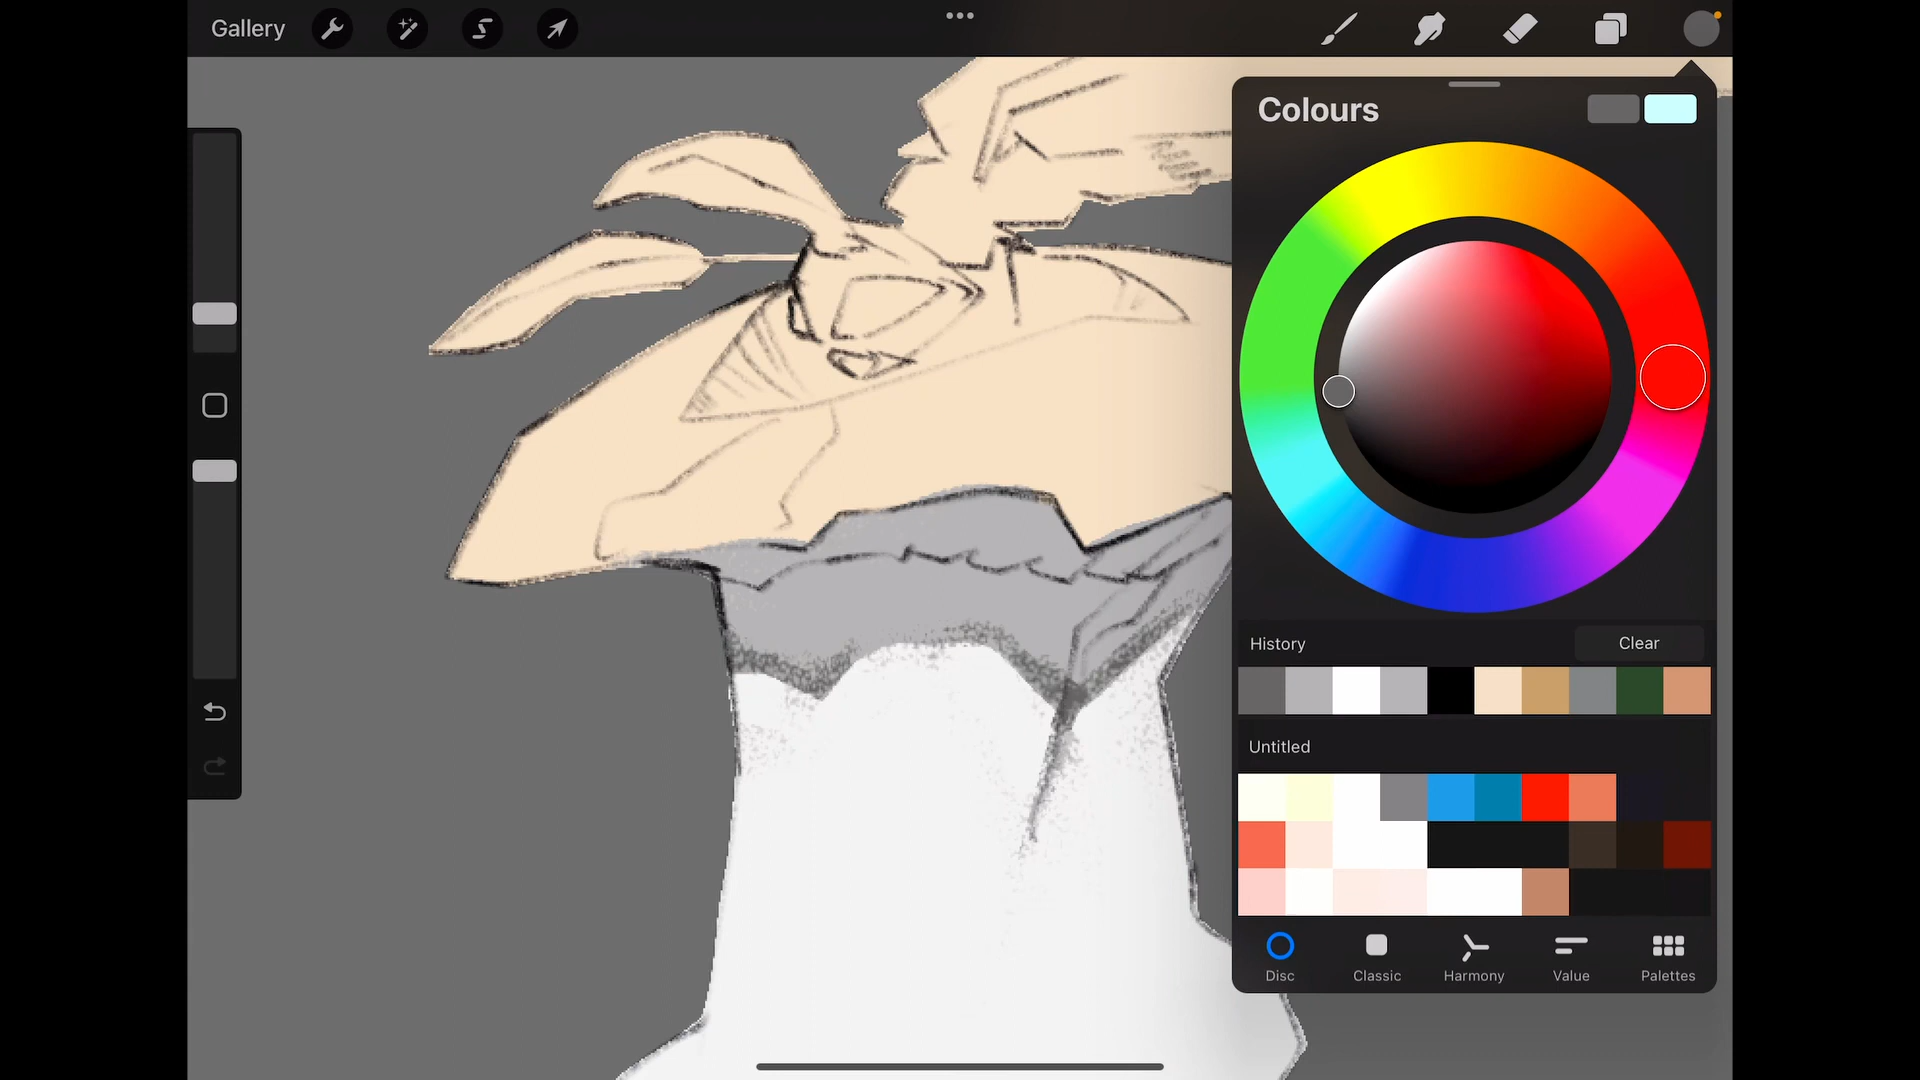 Gallery
Colours
History
Clear
Untitled
Disc
Classic
Harmony
Value
Palettes